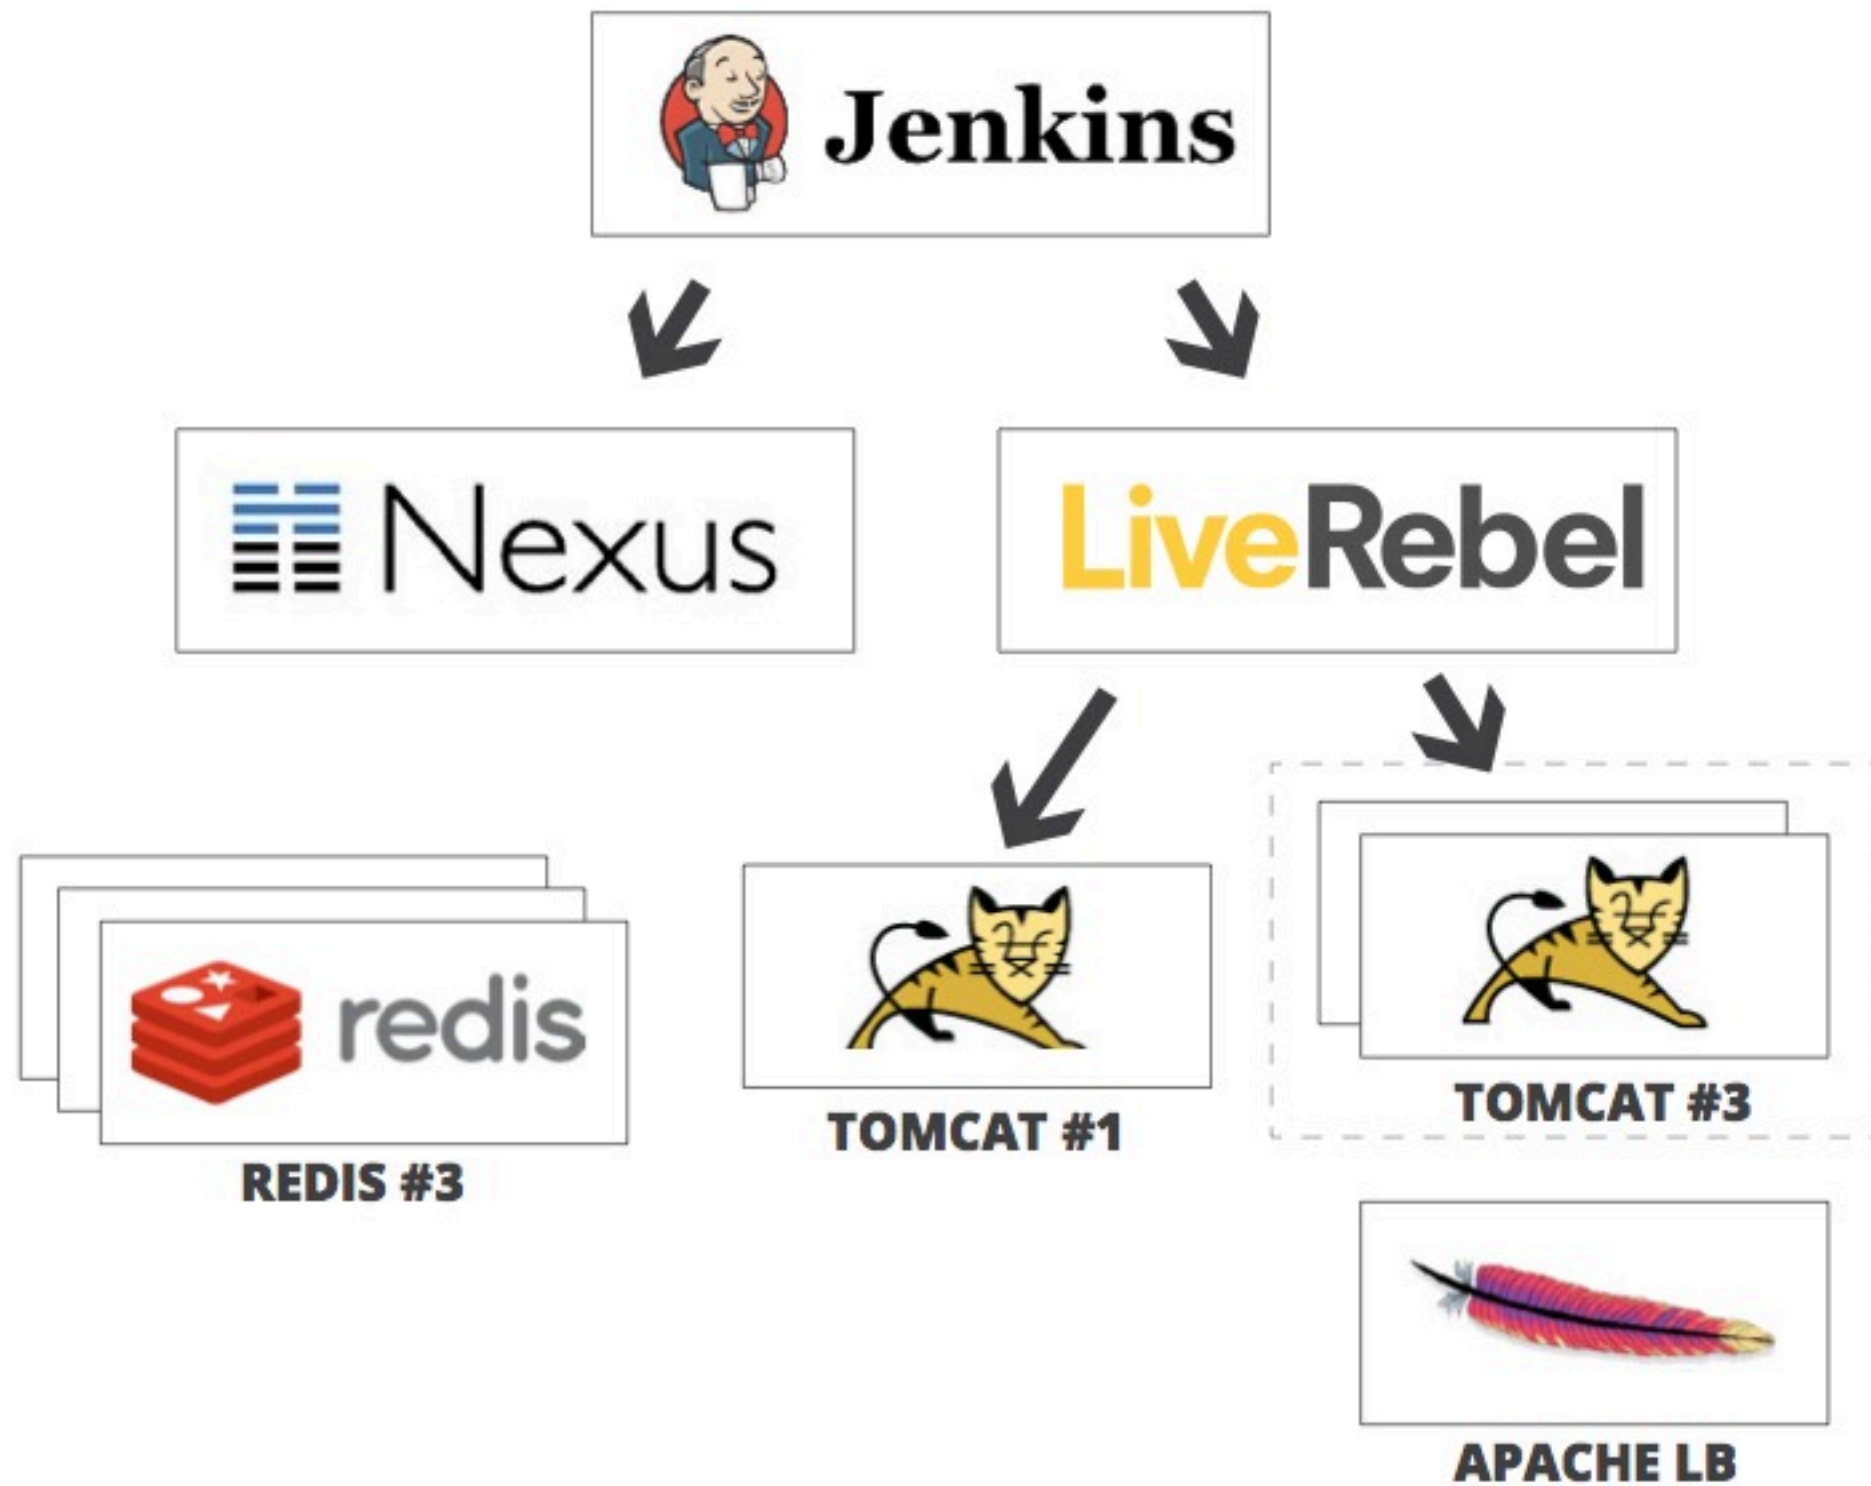 Jenkins
Nexus
LiveRebel
redis
REDIS #3
TOMCAT #1
TOMCAT #3
APACHE LB